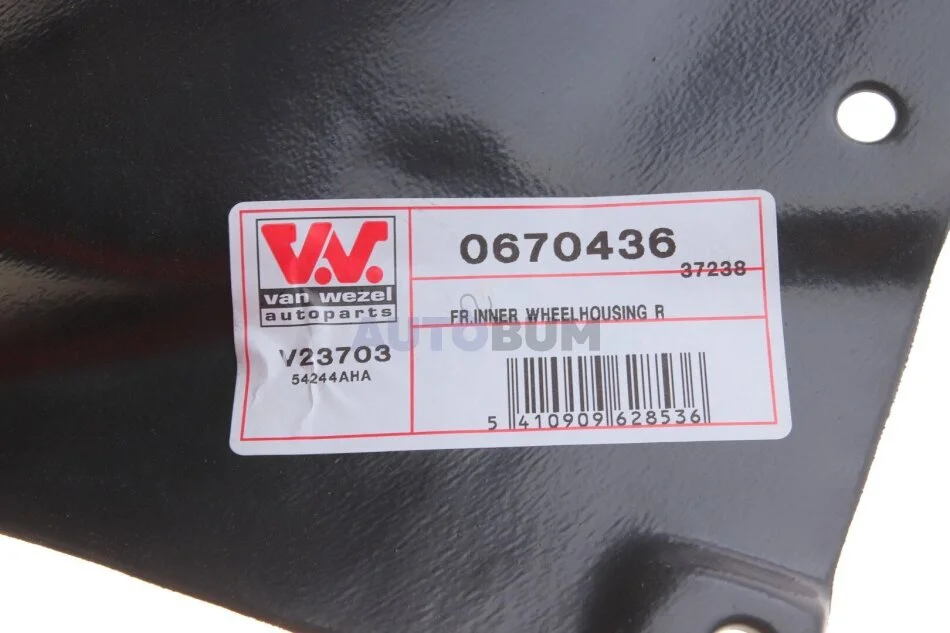 V.W.
van wezel
autoparts
V23703
54244AHA
0670436
37238
FR.INNER WHEELHOUSING R
AUTOBUM
5 410909 628536